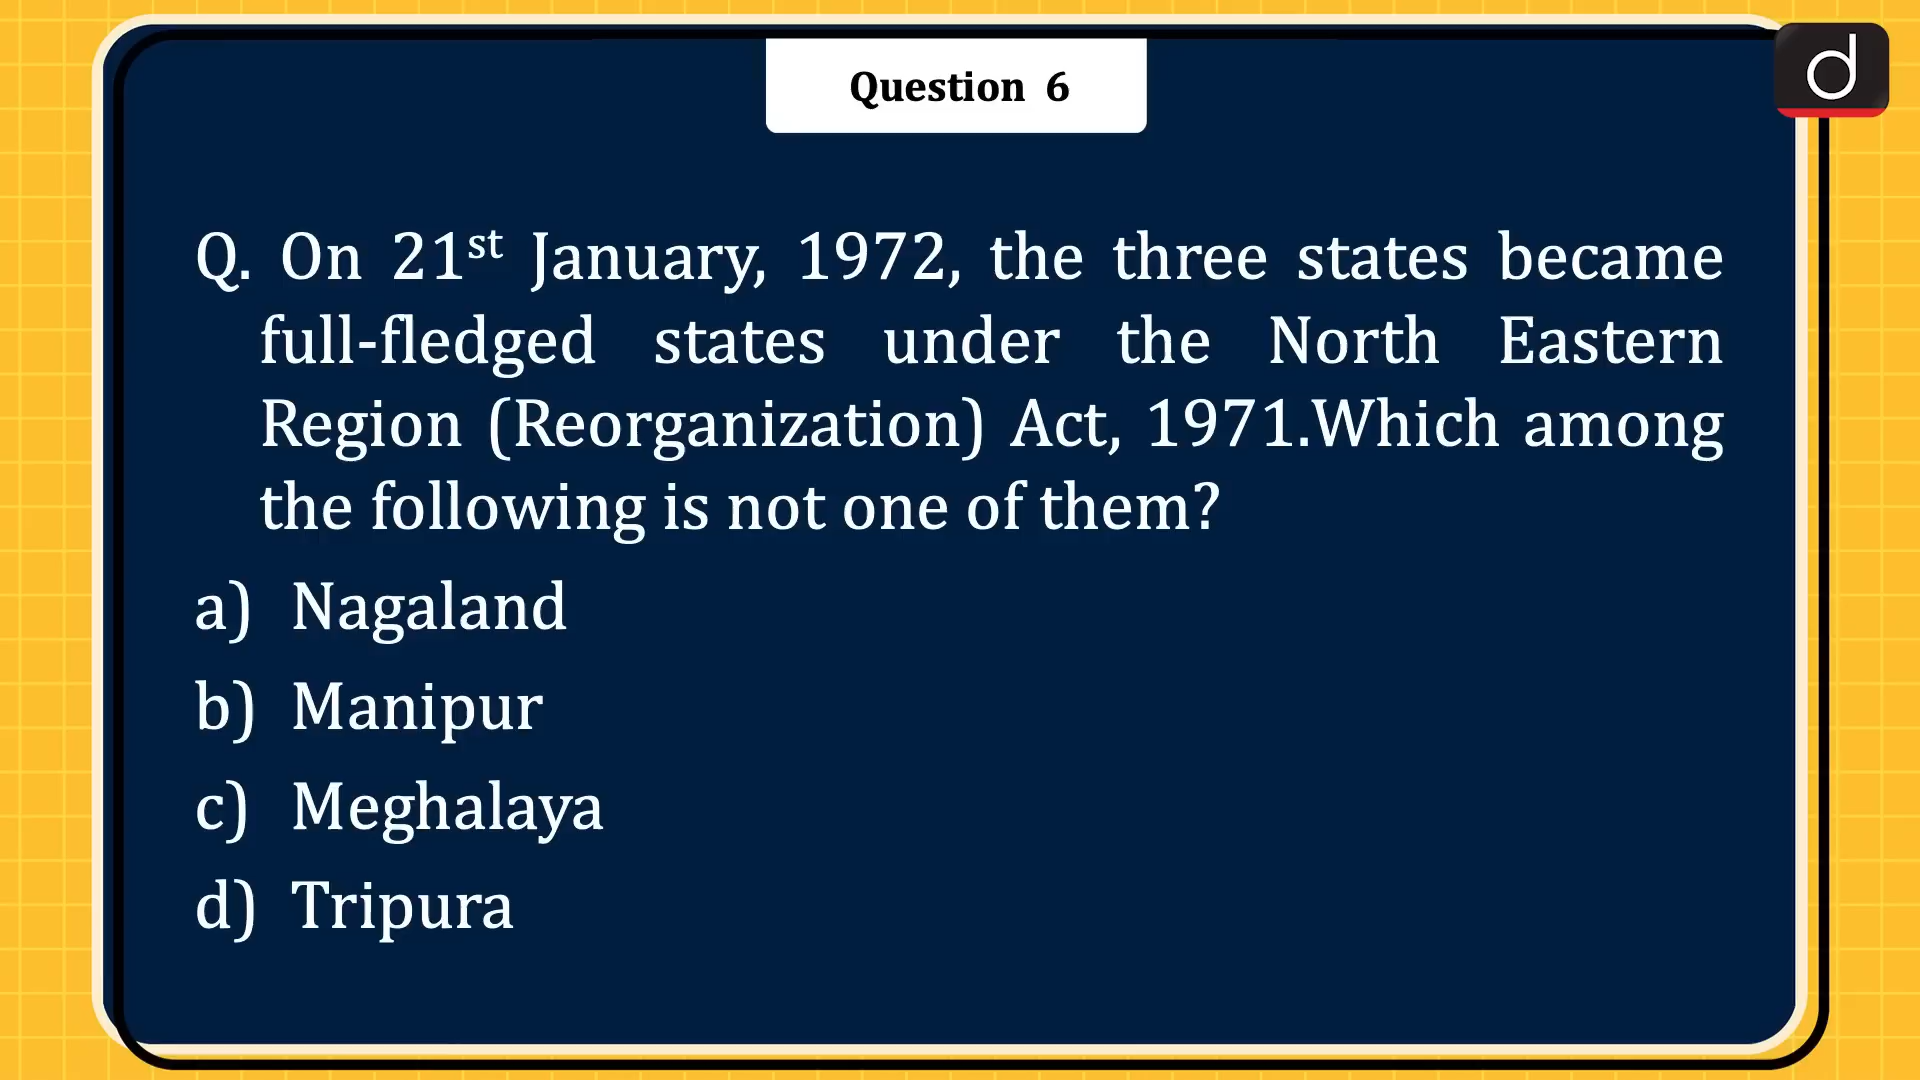 Question 6
Q. On 21st January, 1972, the three states became
full-fledged states under the North Eastern
Region (Reorganization) Act, 1971.Which among
the following is not one of them?
a) Nagaland
b) Manipur
c) Meghalaya
d) Tripura